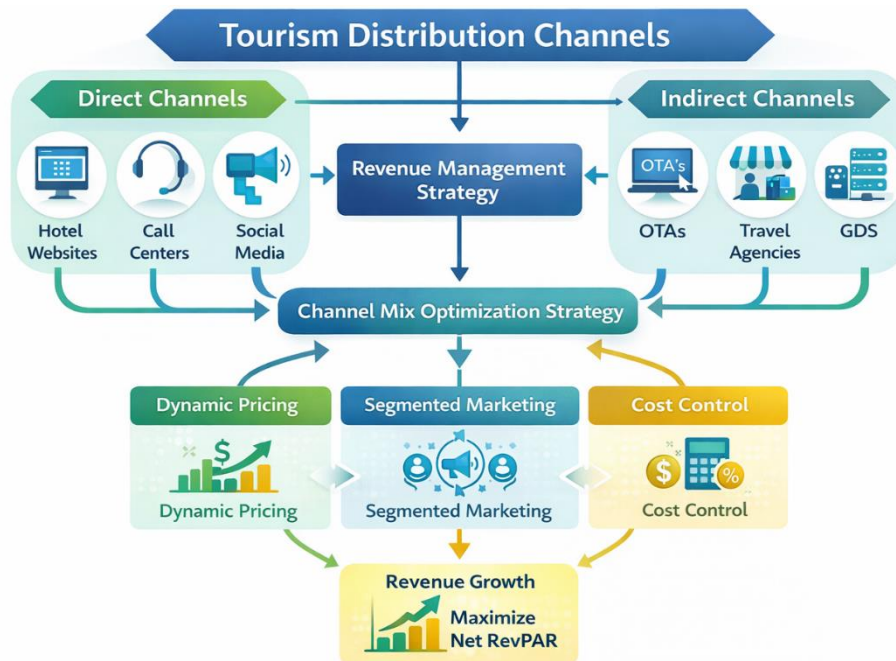 Tourism Distribution Channels
Direct Channels
Indirect Channels
Hotel
Websites
Call
Centers
Social
Media
Revenue Management
Strategy
OTA's
OTAs
Travel
Agencies
GDS
Channel Mix Optimization Strategy
Dynamic Pricing
Segmented Marketing
Cost Control
$
$
%
Dynamic Pricing
Segmented Marketing
Cost Control
Revenue Growth
Maximize
Net RevPAR